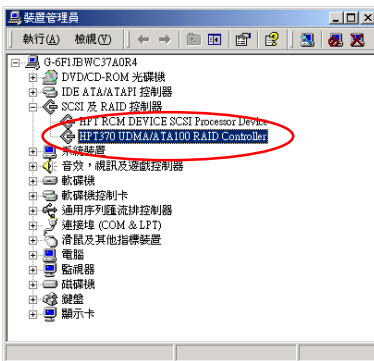 裝置管理員
執行(A) 檢視(V)
G-6F1JBWC37A0R4
DVD/CD-ROM 光碟機
IDE ATA/ATAPI 控制器
SCSI 及 RAID 控制器
HPT RCM DEVICE SCSI Processor Device
HPT370 UDMA/ATA100 RAID Controller
系統裝置
音效，視訊及遊戲控制器
軟碟機
軟碟機控制卡
通用序列匯流排控制器
連接埠 (COM & LPT)
滑鼠及其他指標裝置
電腦
監視器
磁碟機
鍵盤
顯示卡